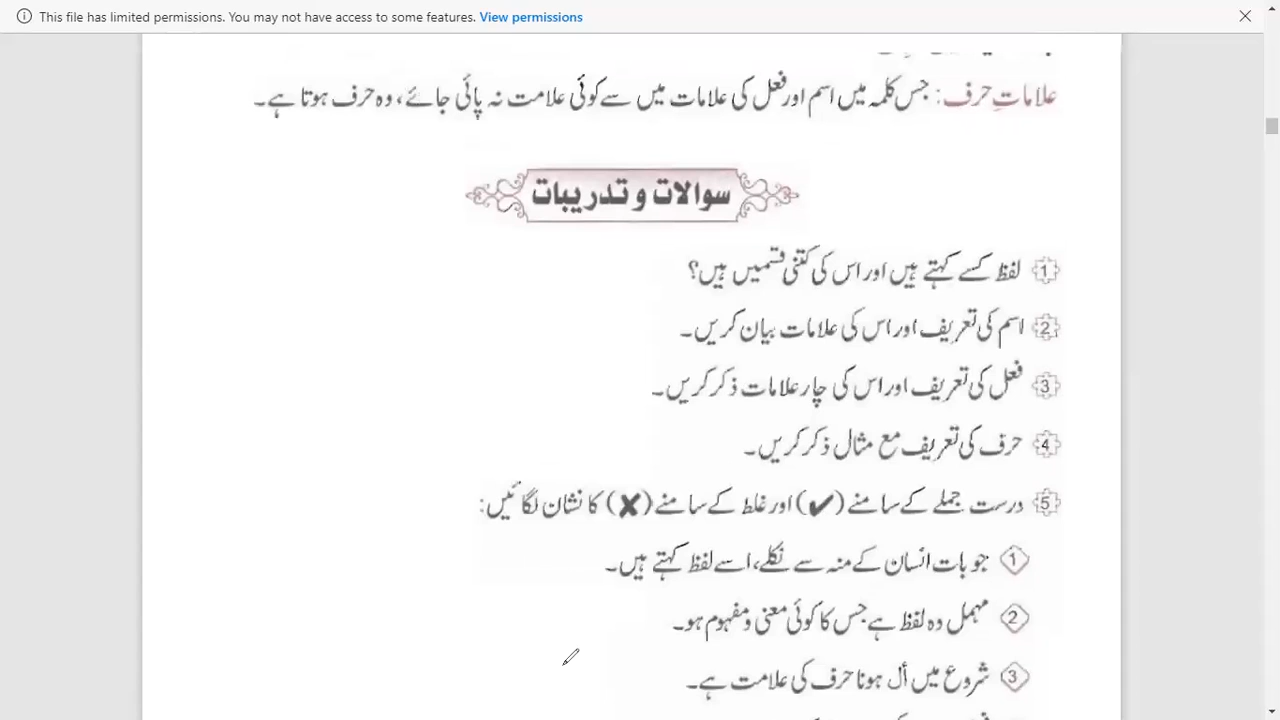 This file has limited permissions. You may not have access to some features. View permissions
علاماتِ حرف: جس کلمہ میں اسم اور فعل کی علامات میں سے کوئی علامت نہ پائی جائے، وہ حرف ہوتا ہے۔
سوالات و تدریبات
1 لفظ کسے کہتے ہیں اور اس کی کتنی قسمیں ہیں؟
2 اسم کی تعریف اور اس کی علامات بیان کریں۔
3 فعل کی تعریف اور اس کی چار علامات ذکر کریں۔
4 حرف کی تعریف مع مثال ذکر کریں۔
5 درست جملے کے سامنے (✔) اور غلط کے سامنے (✘) کا نشان لگائیں:
1 جو بات انسان کے منہ سے نکلے، اسے لفظ کہتے ہیں۔
2 مہمل وہ لفظ ہے جس کا کوئی معنی و مفہوم ہو۔
3 شروع میں أل ہونا حرف کی علامت ہے۔